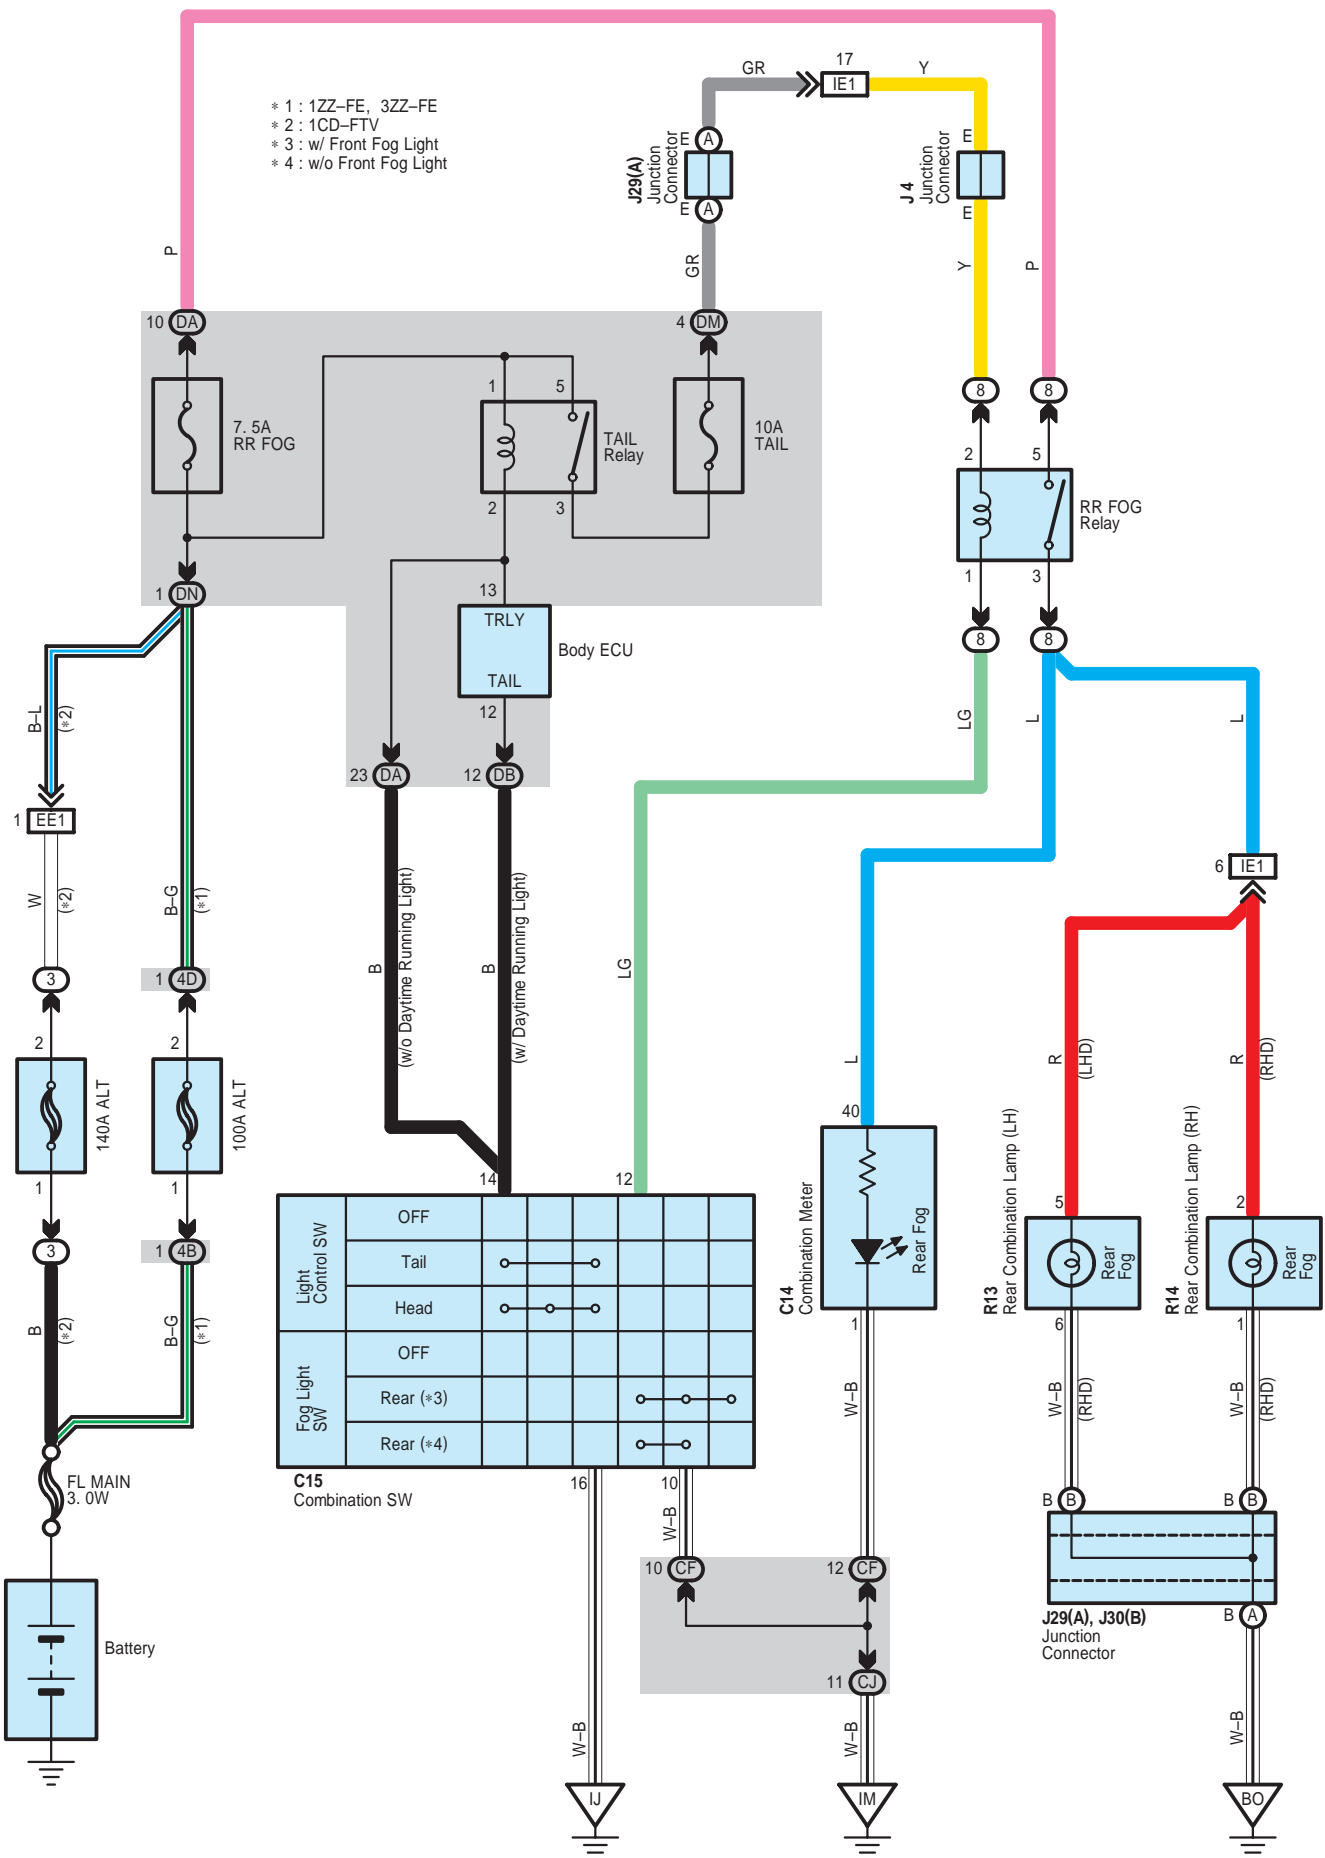 GR
17
IE1
Y
* 1 : 1ZZ–FE, 3ZZ–FE
* 2 : 1CD–FTV
* 3 : w/ Front Fog Light
* 4 : w/o Front Fog Light
E
A
J29(A)
Junction
Connector
E
A
E
J 4
Junction
Connector
E
P
GR
Y
P
10
DA
4
DM
1
5
7. 5A
RR FOG
TAIL
Relay
10A
TAIL
2
3
8
8
2
5
RR FOG
Relay
1
3
8
8
1
DN
13
TRLY
Body ECU
TAIL
12
23
DA
12
DB
B–L
(*2)
LG
L
L
1
EE1
W
(*2)
B–G
(*1)
B
(w/o Daytime Running Light)
B
(w/ Daytime Running Light)
LG
6
IE1
3
1
4D
2
2
140A ALT
100A ALT
1
1
3
1
4B
B
(*2)
B–G
(*1)
L
R
(LHD)
R
(RHD)
40
C14
Combination Meter
Rear Fog
1
5
R13
Rear Combination Lamp (LH)
Rear
Fog
6
2
R14
Rear Combination Lamp (RH)
Rear
Fog
1
14
12
Light
Control SW
OFF
Tail
Head
Fog Light
SW
OFF
Rear (*3)
Rear (*4)
C15
Combination SW
16
10
W–B
W–B
W–B
(RHD)
W–B
(RHD)
FL MAIN
3. 0W
B
B
B
B
10
CF
12
CF
J29(A), J30(B)
Junction
Connector
B
A
Battery
11
CJ
W–B
W–B
W–B
IJ
IM
BO